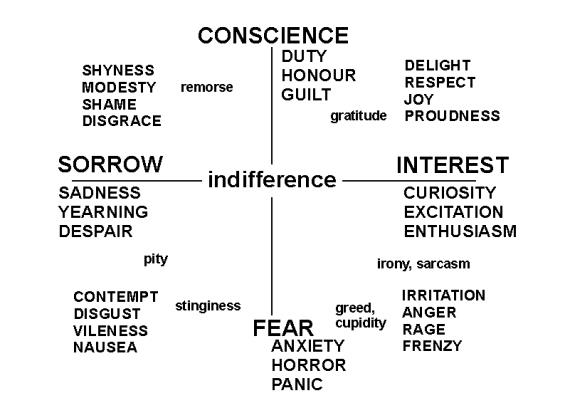 CONSCIENCE
DUTY
HONOUR
GUILT
SHYNESS
MODESTY
SHAME
DISGRACE
remorse
gratitude
DELIGHT
RESPECT
JOY
PROUDNESS
SORROW
SADNESS
YEARNING
DESPAIR
indifference
INTEREST
CURIOSITY
EXCITATION
ENTHUSIASM
pity
irony, sarcasm
CONTEMPT
DISGUST
VILENESS
NAUSEA
stinginess
FEAR
ANXIETY
HORROR
PANIC
greed,
cupidity
IRRITATION
ANGER
RAGE
FRENZY